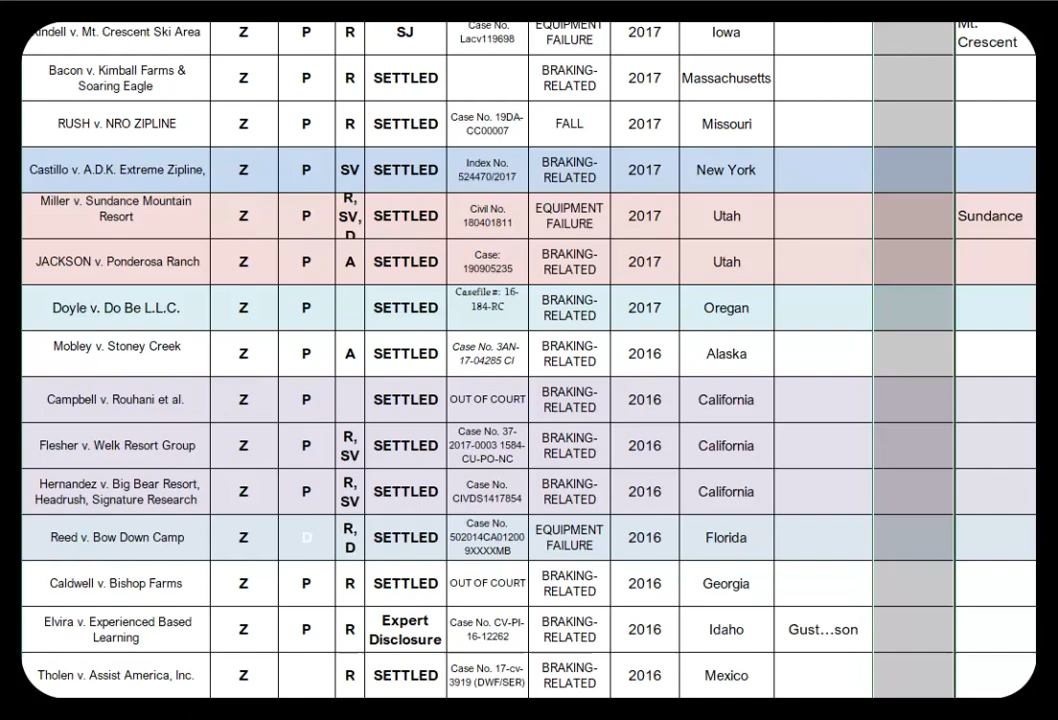 indell v. Mt. Crescent Ski Area Z P R SJ Case No. Lacv119698 EQUIPMENT FAILURE 2017 Iowa Mt. Crescent
Bacon v. Kimball Farms & Soaring Eagle Z P R SETTLED BRAKING-RELATED 2017 Massachusetts
RUSH v. NRO ZIPLINE Z P R SETTLED Case No. 19DA-CC00007 FALL 2017 Missouri
Castillo v. A.D.K. Extreme Zipline, Z P SV SETTLED Index No. 524470/2017 BRAKING-RELATED 2017 New York
Miller v. Sundance Mountain Resort Z P R, SV, D SETTLED Civil No. 180401811 EQUIPMENT FAILURE 2017 Utah Sundance
JACKSON v. Ponderosa Ranch Z P A SETTLED Case: 190905235 BRAKING-RELATED 2017 Utah
Doyle v. Do Be L.L.C. Z P SETTLED Casefile#: 16-184-RC BRAKING-RELATED 2017 Oregan
Mobley v. Stoney Creek Z P A SETTLED Case No. 3AN-17-04285 CI BRAKING-RELATED 2016 Alaska
Campbell v. Rouhani et al. Z P SETTLED OUT OF COURT BRAKING-RELATED 2016 California
Flesher v. Welk Resort Group Z P R, SV SETTLED Case No. 37-2017-0003 1584-CU-PO-NC BRAKING-RELATED 2016 California
Hernandez v. Big Bear Resort, Headrush, Signature Research Z P R, SV SETTLED Case No. CIVDS1417854 BRAKING-RELATED 2016 California
Reed v. Bow Down Camp Z D R, D SETTLED Case No. 502014CA012009XXXXMB EQUIPMENT FAILURE 2016 Florida
Caldwell v. Bishop Farms Z P R SETTLED OUT OF COURT BRAKING-RELATED 2016 Georgia
Elvira v. Experienced Based Learning Z P R Expert Disclosure Case No. CV-PI-16-12262 BRAKING-RELATED 2016 Idaho Gust...son
Tholen v. Assist America, Inc. Z R SETTLED Case No. 17-cv-3919 (DWF/SER) BRAKING-RELATED 2016 Mexico